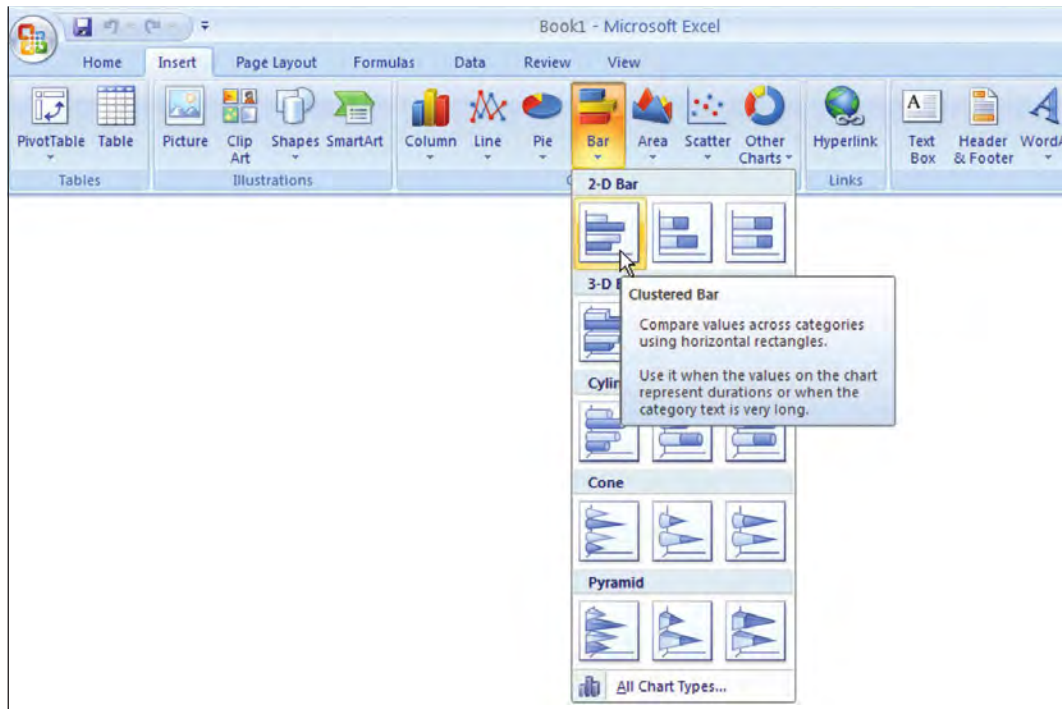 Book1 - Microsoft Excel
Home Insert Page Layout Formulas Data Review View
PivotTable Table Picture Clip Art Shapes SmartArt Column Line Pie Bar Area Scatter Other Charts Hyperlink Text Box Header & Footer
Tables Illustrations Links
2-D Bar
Clustered Bar
Compare values across categories
using horizontal rectangles.
Use it when the values on the chart
represent durations or when the
category text is very long.
Cone
Pyramid
All Chart Types...